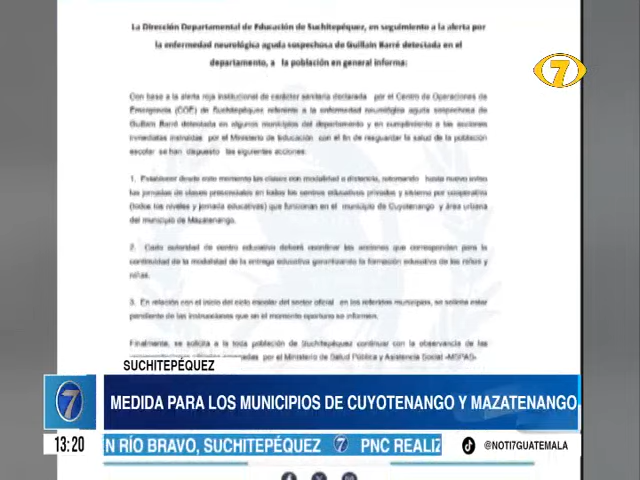 La Dirección Departamental de Educación de Suchitepéquez, en seguimiento a la alerta por
la enfermedad neurológica aguda sospechosa de Guillain Barré detectada en el
departamento, a la población en general informa:
7
Con base a la alerta roja institucional de carácter sanitaria declarada por el Centro de Operaciones de
Emergencia (COE) de Suchitepéquez referente a la enfermedad neurológica aguda sospechosa de
Guillain Barré detectada en algunos municipios del departamento y en cumplimiento a las acciones
inmediatas instruidas por el Ministerio de Educación con el fin de resguardar la salud de la población
escolar se han dispuesto las siguientes acciones:
1. Establecer desde este momento las clases con modalidad a distancia, retomando hasta nuevo aviso
las jornadas de clases presenciales en todos los centros educativos privados y sistema por cooperativa
(todos los niveles y jornada educativas) que funcionan en el municipio de Cuyotenango y área urbana
del municipio de Mazatenango.
2. Cada autoridad de centro educativo deberá coordinar las acciones que correspondan para la
continuidad de la modalidad de la entrega educativa garantizando la formación educativa de los niños y
niñas.
3. En relación con el inicio del ciclo escolar del sector oficial en los referidos municipios, se solicita estar
pendiente de las instrucciones que en el momento oportuno se informen.
Finalmente, se solicita a la toda población de Suchitepéquez continuar con la observancia de las
por el Ministerio de Salud Pública y Asistencia Social -MSPAS-
SUCHITEPÉQUEZ
7 MEDIDA PARA LOS MUNICIPIOS DE CUYOTENANGO Y MAZATENANGO
13:20 N RÍO BRAVO, SUCHITEPÉQUEZ 7 PNC REALIZ @NOTI7GUATEMALA